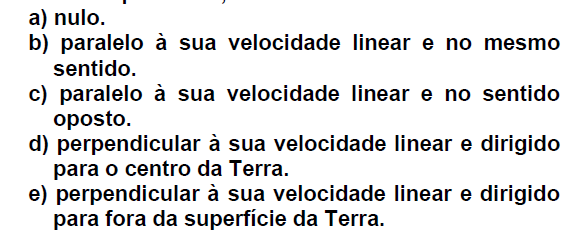 a) nulo.
b) paralelo à sua velocidade linear e no mesmo
sentido.
c) paralelo à sua velocidade linear e no sentido
oposto.
d) perpendicular à sua velocidade linear e dirigido
para o centro da Terra.
e) perpendicular à sua velocidade linear e dirigido
para fora da superfície da Terra.